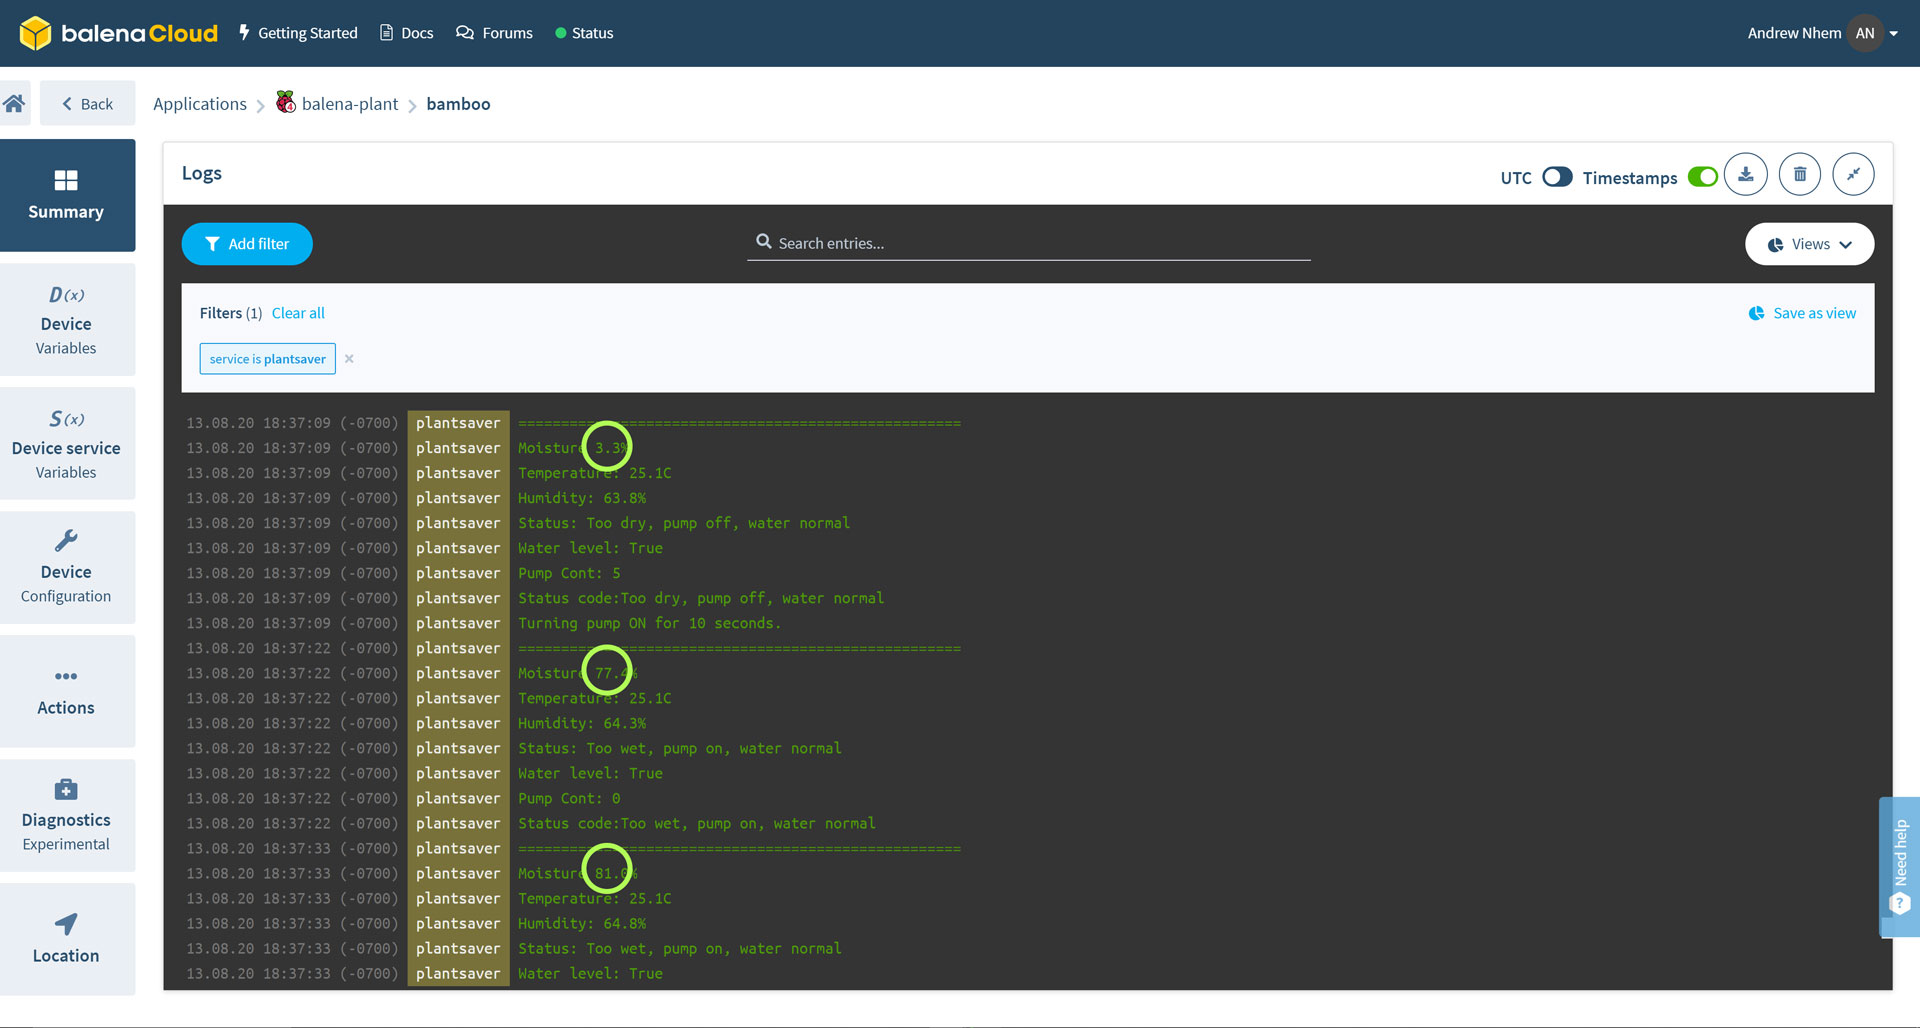 balenaCloud Getting Started Docs Forums Status Andrew Nhem AN
Back Applications balena-plant bamboo
Summary
D(x)
Device
Variables
S(x)
Device service
Variables
Device
Configuration
Actions
Diagnostics
Experimental
Location
Logs UTC Timestamps
Add filter Search entries... Views
Filters (1) Clear all Save as view
service is plantsaver ×
13.08.20 18:37:09 (-0700) plantsaver ====================================================
13.08.20 18:37:09 (-0700) plantsaver Moisture 3.3%
13.08.20 18:37:09 (-0700) plantsaver Temperature: 25.1C
13.08.20 18:37:09 (-0700) plantsaver Humidity: 63.8%
13.08.20 18:37:09 (-0700) plantsaver Status: Too dry, pump off, water normal
13.08.20 18:37:09 (-0700) plantsaver Water level: True
13.08.20 18:37:09 (-0700) plantsaver Pump Cont: 5
13.08.20 18:37:09 (-0700) plantsaver Status code:Too dry, pump off, water normal
13.08.20 18:37:09 (-0700) plantsaver Turning pump ON for 10 seconds.
13.08.20 18:37:22 (-0700) plantsaver ====================================================
13.08.20 18:37:22 (-0700) plantsaver Moisture 77.4%
13.08.20 18:37:22 (-0700) plantsaver Temperature: 25.1C
13.08.20 18:37:22 (-0700) plantsaver Humidity: 64.3%
13.08.20 18:37:22 (-0700) plantsaver Status: Too wet, pump on, water normal
13.08.20 18:37:22 (-0700) plantsaver Water level: True
13.08.20 18:37:22 (-0700) plantsaver Pump Cont: 0
13.08.20 18:37:22 (-0700) plantsaver Status code:Too wet, pump on, water normal
13.08.20 18:37:33 (-0700) plantsaver ====================================================
13.08.20 18:37:33 (-0700) plantsaver Moisture 81.0%
13.08.20 18:37:33 (-0700) plantsaver Temperature: 25.1C
13.08.20 18:37:33 (-0700) plantsaver Humidity: 64.8%
13.08.20 18:37:33 (-0700) plantsaver Status: Too wet, pump on, water normal
13.08.20 18:37:33 (-0700) plantsaver Water level: True
Need help
?